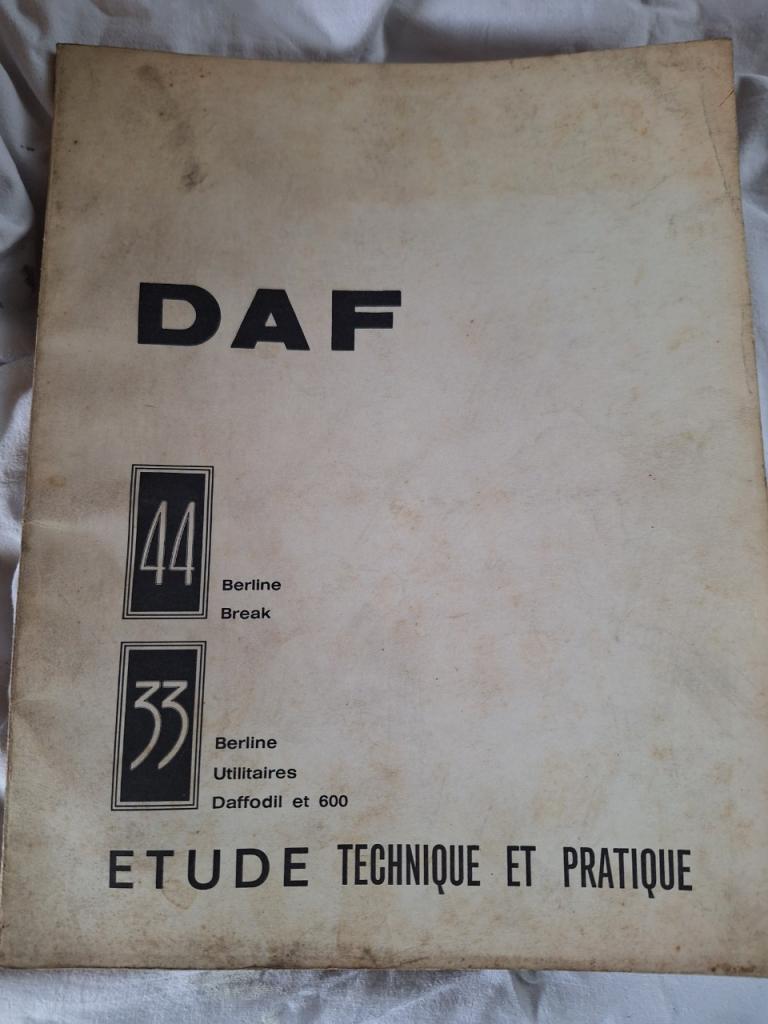 DAF
44
Berline
Break
33
Berline
Utilitaires
Daffodil et 600
ETUDE TECHNIQUE ET PRATIQUE